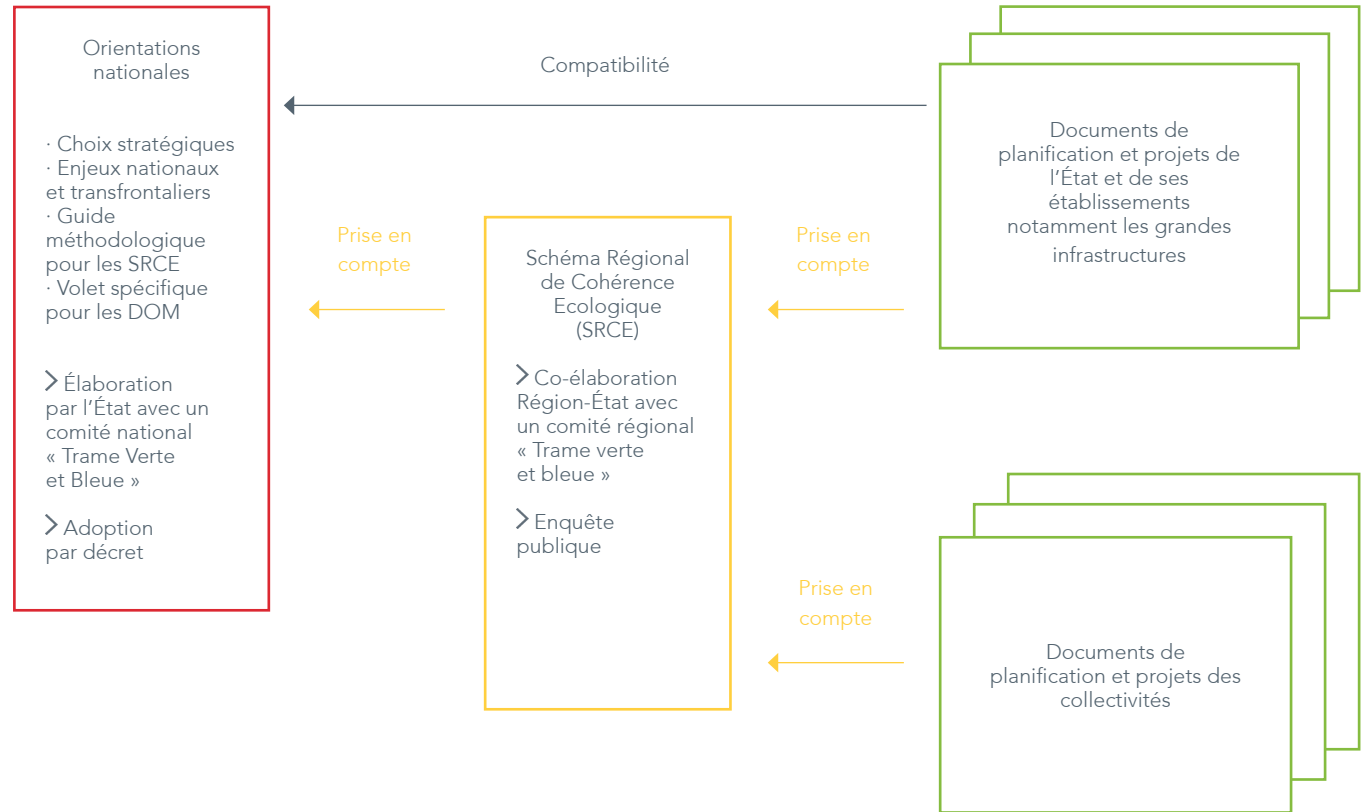 Orientations
nationales
· Choix stratégiques
· Enjeux nationaux
et transfrontaliers
· Guide
méthodologique
pour les SRCE
· Volet spécifique
pour les DOM
> Élaboration
par l’État avec un
comité national
« Trame Verte
et Bleue »
> Adoption
par décret
Compatibilité
Prise en
compte
Schéma Régional
de Cohérence
Ecologique
(SRCE)
> Co-élaboration
Région-État avec
un comité régional
« Trame verte
et bleue »
> Enquête
publique
Prise en
compte
Documents de
planification et projets de
l’État et de ses
établissements
notamment les grandes
infrastructures
Prise en
compte
Documents de
planification et projets des
collectivités